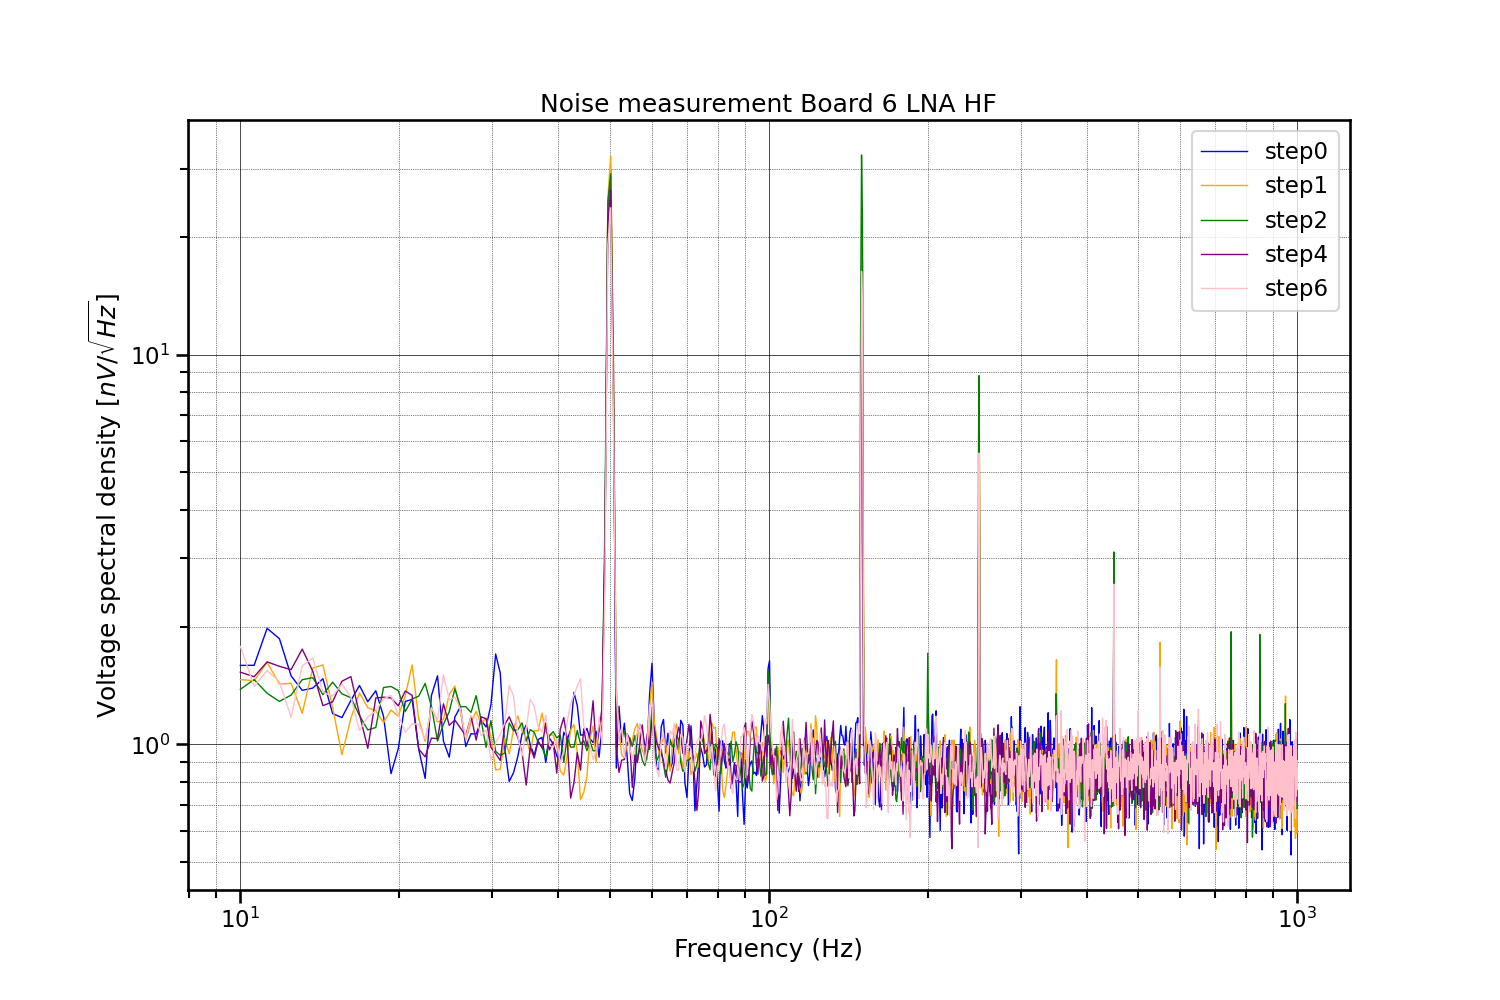 Noise measurement Board 6 LNA HF
step0
step1
step2
step4
step6
Voltage spectral density [nV/√Hz]
10¹
10⁰
10¹
10²
10³
Frequency (Hz)